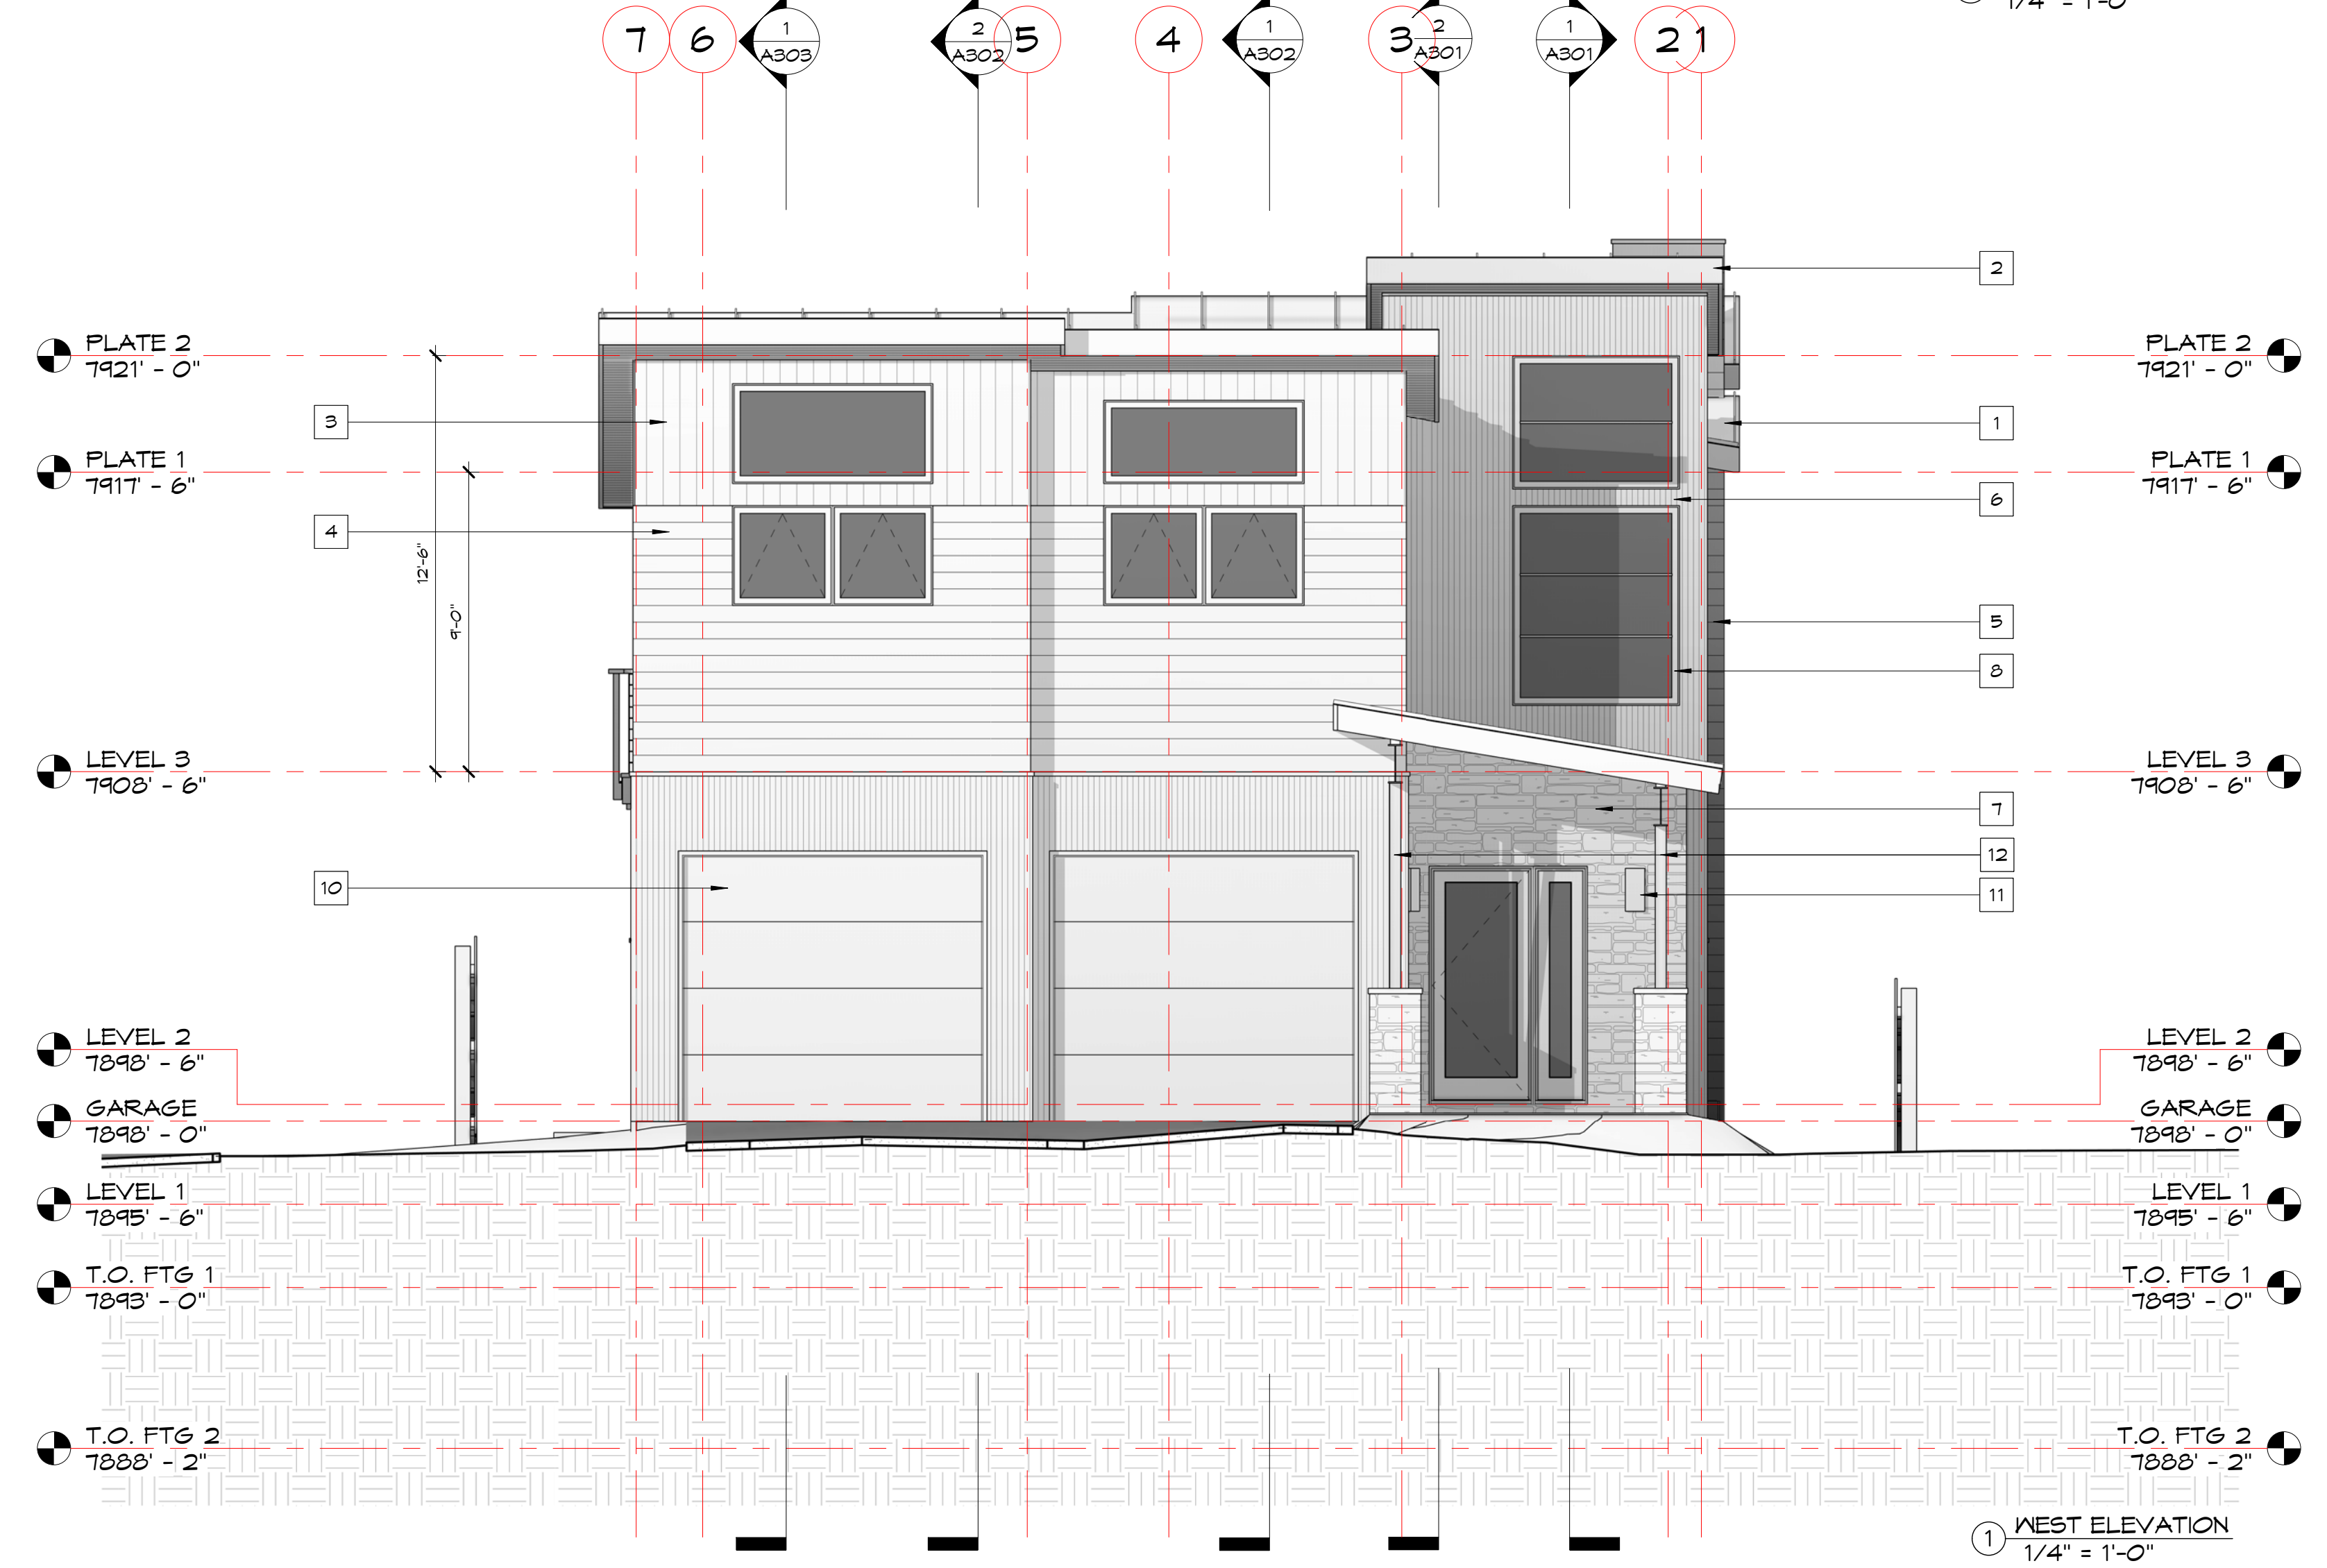 1/4" = 1'-0"
7
6
1
A303
2
A302
5
4
1
A302
3
2
A301
1
A301
2
1
2
PLATE 2
7921' - 0"
PLATE 2
7921' - 0"
3
1
PLATE 1
7917' - 6"
PLATE 1
7917' - 6"
6
4
12'-6"
9'-0"
5
8
LEVEL 3
7908' - 6"
LEVEL 3
7908' - 6"
7
12
10
11
LEVEL 2
7898' - 6"
LEVEL 2
7898' - 6"
GARAGE
7898' - 0"
GARAGE
7898' - 0"
LEVEL 1
7895' - 6"
LEVEL 1
7895' - 6"
T.O. FTG 1
7893' - 0"
T.O. FTG 1
7893' - 0"
T.O. FTG 2
7888' - 2"
T.O. FTG 2
7888' - 2"
1 WEST ELEVATION
1/4" = 1'-0"